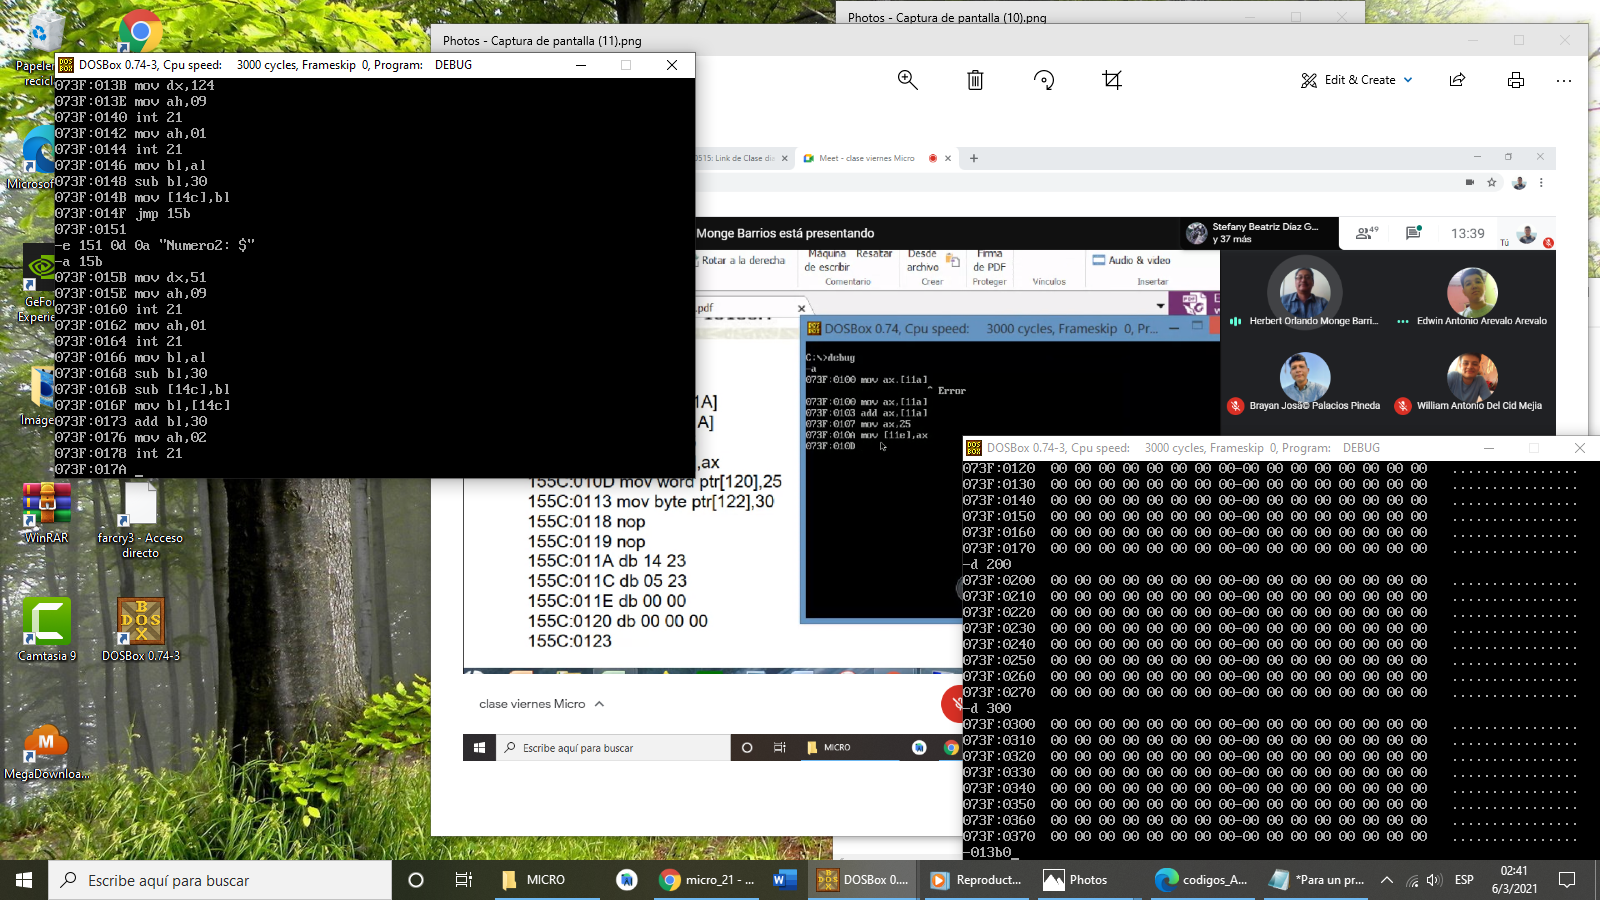 Photos - Captura de pantalla (10).png
Photos - Captura de pantalla (11).png
Edit & Create
DOSBox 0.74-3, Cpu speed: 3000 cycles, Frameskip 0, Program: DEBUG
073F:013B mov dx,124
073F:013E mov ah,09
073F:0140 int 21
073F:0142 mov ah,01
073F:0144 int 21
073F:0146 mov bl,al
073F:0148 sub bl,30
073F:014B mov [14c],bl
073F:014F jmp 15b
073F:0151
-e 151 0d 0a "Numero2: $"
-a 15b
073F:015B mov dx,51
073F:015E mov ah,09
073F:0160 int 21
073F:0162 mov ah,01
073F:0164 int 21
073F:0166 mov bl,al
073F:0168 sub bl,30
073F:016B sub [14c],bl
073F:016F mov bl,[14c]
073F:0173 add bl,30
073F:0176 mov ah,02
073F:0178 int 21
073F:017A _
0515: Link de Clase di
Meet - clase viernes Micro
Monge Barrios está presentando
Stefany Beatriz Díaz G...
y 37 más
49
13:39
Tú
Rotar a la derecha
Máquina
de escribir
Resaltar
Comentario
Desde
archivo
Crear
Firma
de PDF
Proteger
Vínculos
Audio & video
Insertar
.pdf
1A]
A]
,ax
155C:010D mov word ptr[120],25
155C:0113 mov byte ptr[122],30
155C:0118 nop
155C:0119 nop
155C:011A db 14 23
155C:011C db 05 23
155C:011E db 00 00
155C:0120 db 00 00 00
155C:0123
DOSBox 0.74, Cpu speed: 3000 cycles, Frameskip 0, P...
C:\>debug
-a
073F:0100 mov ax.[11a]
^ Error
073F:0100 mov ax,[11a]
073F:0103 add ax,[11a]
073F:0107 mov ax,25
073F:010A mov [11e],ax
073F:010D
Herbert Orlando Monge Barri...
Edwin Antonio Arevalo Arevalo
Brayan Josã© Palacios Pineda
William Antonio Del Cid Mejia
clase viernes Micro
Escribe aquí para buscar
MICRO
DOSBox 0.74-3, Cpu speed: 3000 cycles, Frameskip 0, Program: DEBUG
073F:0120 00 00 00 00 00 00 00 00-00 00 00 00 00 00 00 00 ................
073F:0130 00 00 00 00 00 00 00 00-00 00 00 00 00 00 00 00 ................
073F:0140 00 00 00 00 00 00 00 00-00 00 00 00 00 00 00 00 ................
073F:0150 00 00 00 00 00 00 00 00-00 00 00 00 00 00 00 00 ................
073F:0160 00 00 00 00 00 00 00 00-00 00 00 00 00 00 00 00 ................
073F:0170 00 00 00 00 00 00 00 00-00 00 00 00 00 00 00 00 ................
-d 200
073F:0200 00 00 00 00 00 00 00 00-00 00 00 00 00 00 00 00 ................
073F:0210 00 00 00 00 00 00 00 00-00 00 00 00 00 00 00 00 ................
073F:0220 00 00 00 00 00 00 00 00-00 00 00 00 00 00 00 00 ................
073F:0230 00 00 00 00 00 00 00 00-00 00 00 00 00 00 00 00 ................
073F:0240 00 00 00 00 00 00 00 00-00 00 00 00 00 00 00 00 ................
073F:0250 00 00 00 00 00 00 00 00-00 00 00 00 00 00 00 00 ................
073F:0260 00 00 00 00 00 00 00 00-00 00 00 00 00 00 00 00 ................
073F:0270 00 00 00 00 00 00 00 00-00 00 00 00 00 00 00 00 ................
-d 300
073F:0300 00 00 00 00 00 00 00 00-00 00 00 00 00 00 00 00 ................
073F:0310 00 00 00 00 00 00 00 00-00 00 00 00 00 00 00 00 ................
073F:0320 00 00 00 00 00 00 00 00-00 00 00 00 00 00 00 00 ................
073F:0330 00 00 00 00 00 00 00 00-00 00 00 00 00 00 00 00 ................
073F:0340 00 00 00 00 00 00 00 00-00 00 00 00 00 00 00 00 ................
073F:0350 00 00 00 00 00 00 00 00-00 00 00 00 00 00 00 00 ................
073F:0360 00 00 00 00 00 00 00 00-00 00 00 00 00 00 00 00 ................
073F:0370 00 00 00 00 00 00 00 00-00 00 00 00 00 00 00 00 ................
-013b0_
Papele
recicl
Microsof
GeFo
Experie
Imáge
WinRAR
farcry3 - Acceso
directo
Camtasia 9
DOSBox 0.74-3
MegaDownloa...
Escribe aquí para buscar
MICRO
micro_21 - ...
DOSBox 0....
Reproduct...
Photos
codigos_A...
*Para un pr...
ESP
02:41
6/3/2021